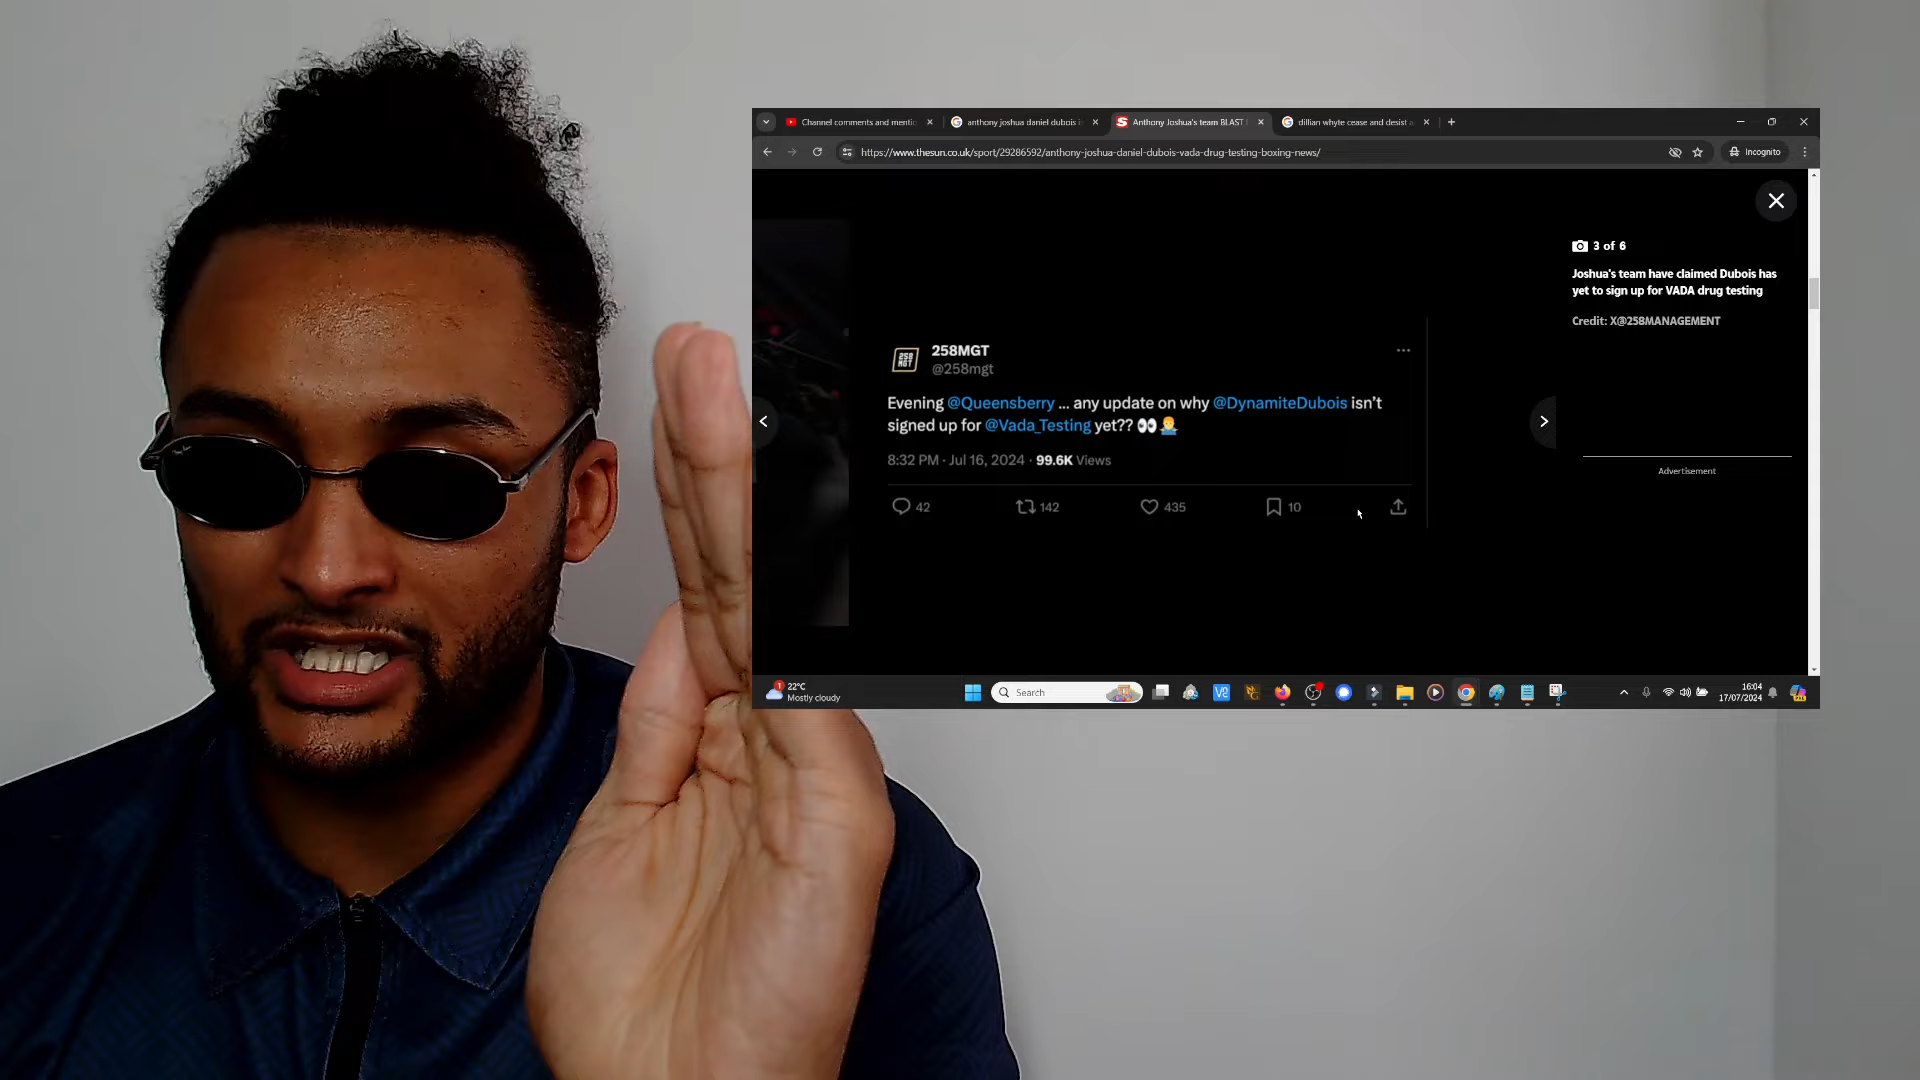 Channel comments and mentio
anthony joshua daniel dubois i
Anthony Joshua's team BLAST
dillian whyte cease and desist a
https://www.thesun.co.uk/sport/29286592/anthony-joshua-daniel-dubois-vada-drug-testing-boxing-news/
Incognito
3 of 6
Joshua's team have claimed Dubois has
yet to sign up for VADA drug testing
Credit: X@258MANAGEMENT
Advertisement
258MGT
@258mgt
Evening @Queensberry ... any update on why @DynamiteDubois isn't
signed up for @Vada_Testing yet?? 👀🤷‍♂️
8:32 PM · Jul 16, 2024 · 99.6K Views
42 142 435 10
1
22°C
Mostly cloudy
Search
16:04
17/07/2024